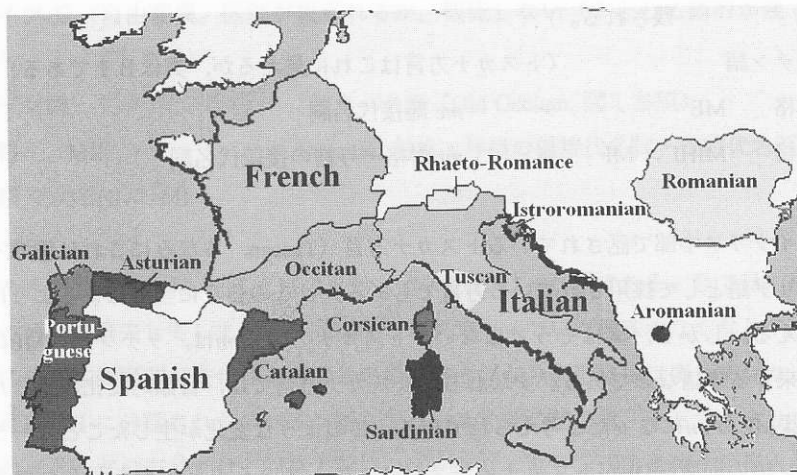 French
Rhaeto-Romance
Romanian
Istroromanian
Galician
Asturian
Occitan
Tuscan
Italian
Portu
guese
Corsican
Aromanian
Spanish
Catalan
Sardinian